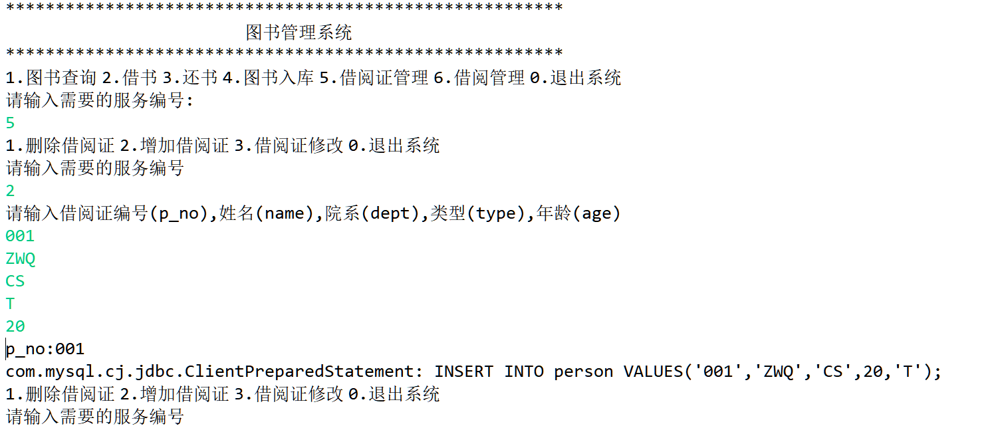 ********************************************************
图书管理系统
********************************************************
1.图书查询 2.借书 3.还书 4.图书入库 5.借阅证管理 6.借阅管理 0.退出系统
请输入需要的服务编号:
5
1.删除借阅证 2.增加借阅证 3.借阅证修改 0.退出系统
请输入需要的服务编号
2
请输入借阅证编号(p_no),姓名(name),院系(dept),类型(type),年龄(age)
001
ZWQ
CS
T
20
p_no:001
com.mysql.cj.jdbc.ClientPreparedStatement: INSERT INTO person VALUES('001','ZWQ','CS',20,'T');
1.删除借阅证 2.增加借阅证 3.借阅证修改 0.退出系统
请输入需要的服务编号